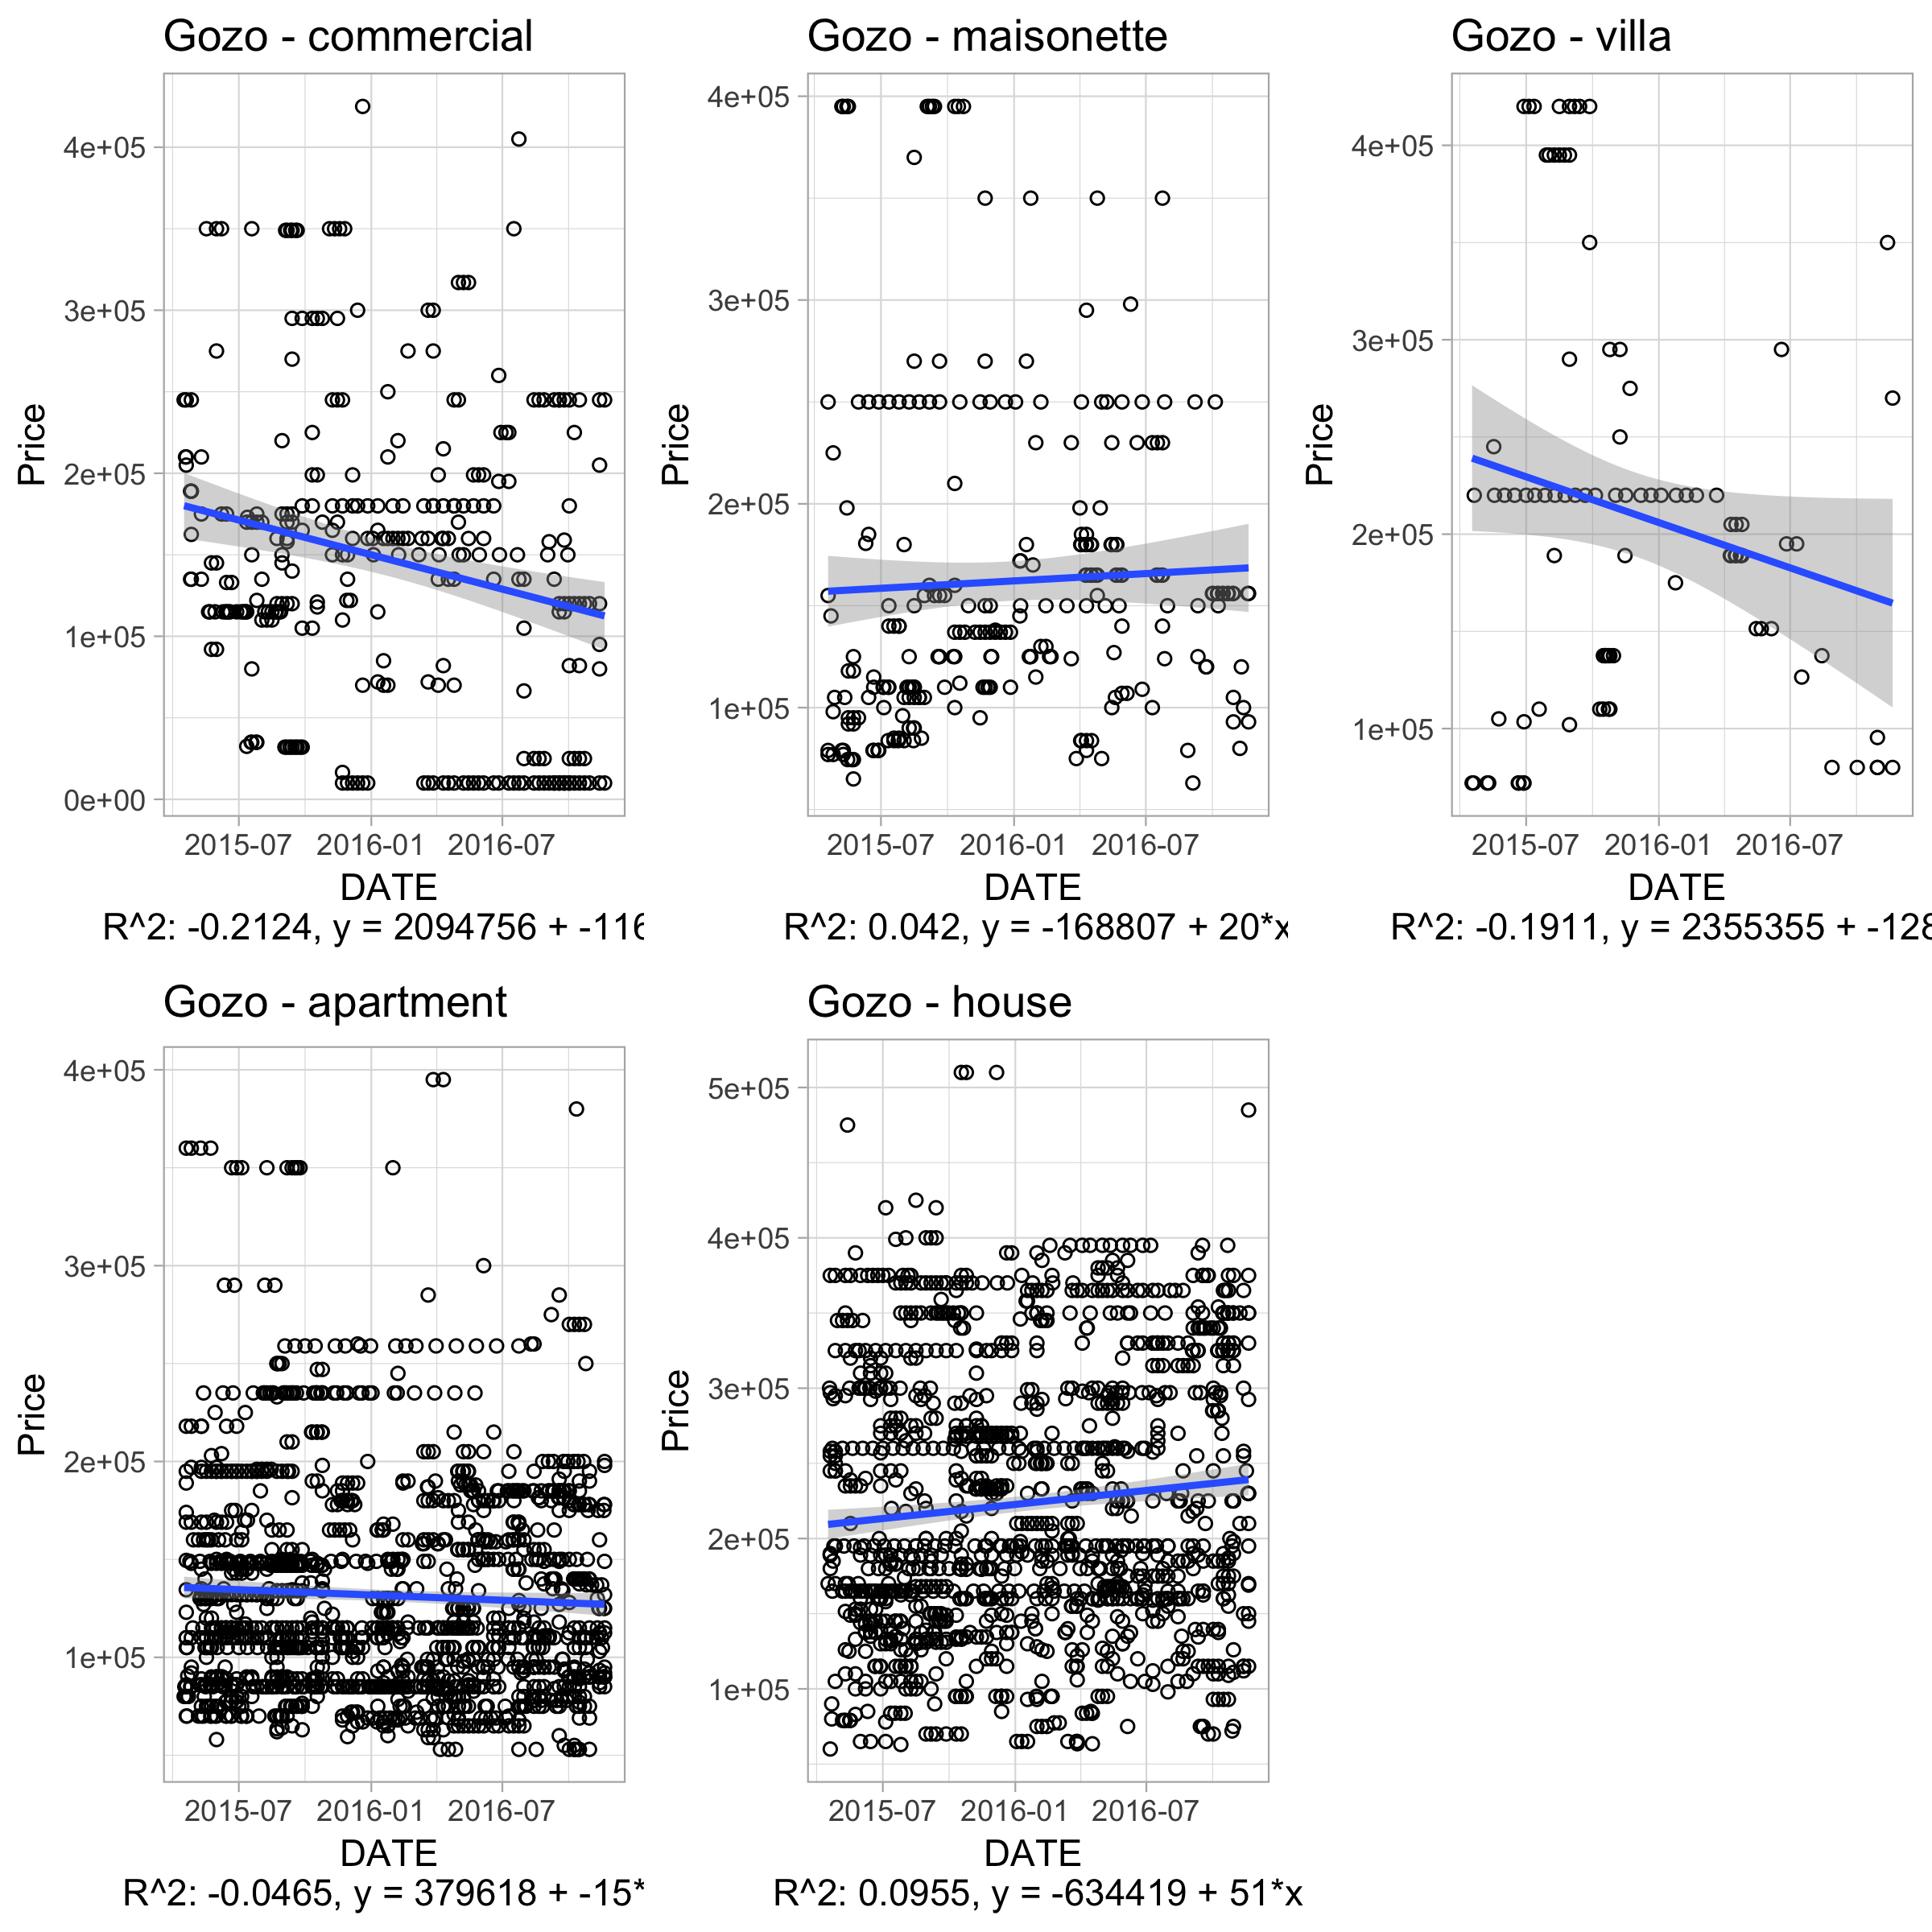 Gozo - commercial
Price
4e+05
3e+05
2e+05
1e+05
0e+00
2015-07 2016-01 2016-07
DATE
R^2: -0.2124, y = 2094756 + -116
Gozo - maisonette
Price
4e+05
3e+05
2e+05
1e+05
2015-07 2016-01 2016-07
DATE
R^2: 0.042, y = -168807 + 20*x
Gozo - villa
Price
4e+05
3e+05
2e+05
1e+05
2015-07 2016-01 2016-07
DATE
R^2: -0.1911, y = 2355355 + -128
Gozo - apartment
Price
4e+05
3e+05
2e+05
1e+05
2015-07 2016-01 2016-07
DATE
R^2: -0.0465, y = 379618 + -15*
Gozo - house
Price
5e+05
4e+05
3e+05
2e+05
1e+05
2015-07 2016-01 2016-07
DATE
R^2: 0.0955, y = -634419 + 51*x